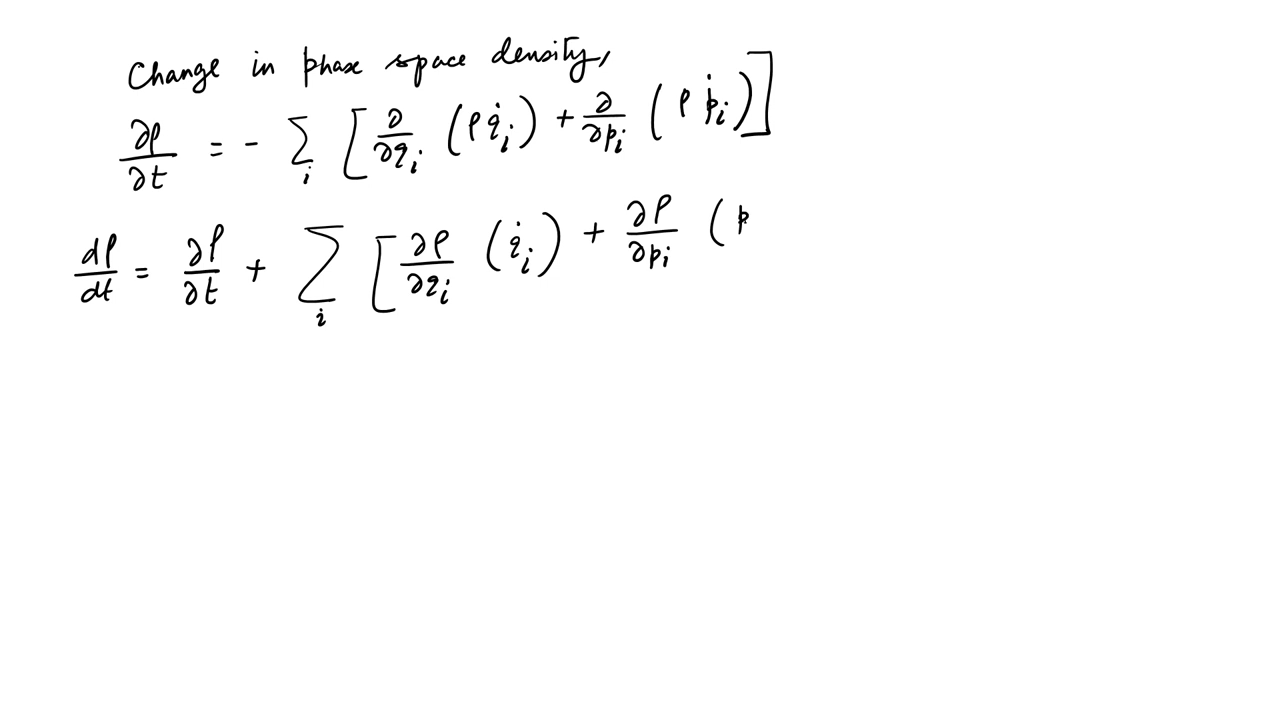 Change in phase space density,
∂ρ/∂t = - Σ_i [ ∂/∂q_i (ρ q̇_i) + ∂/∂p_i (ρ ṗ_i) ]
dρ/dt = ∂ρ/∂t + Σ_i [ ∂ρ/∂q_i (q̇_i) + ∂ρ/∂p_i (p